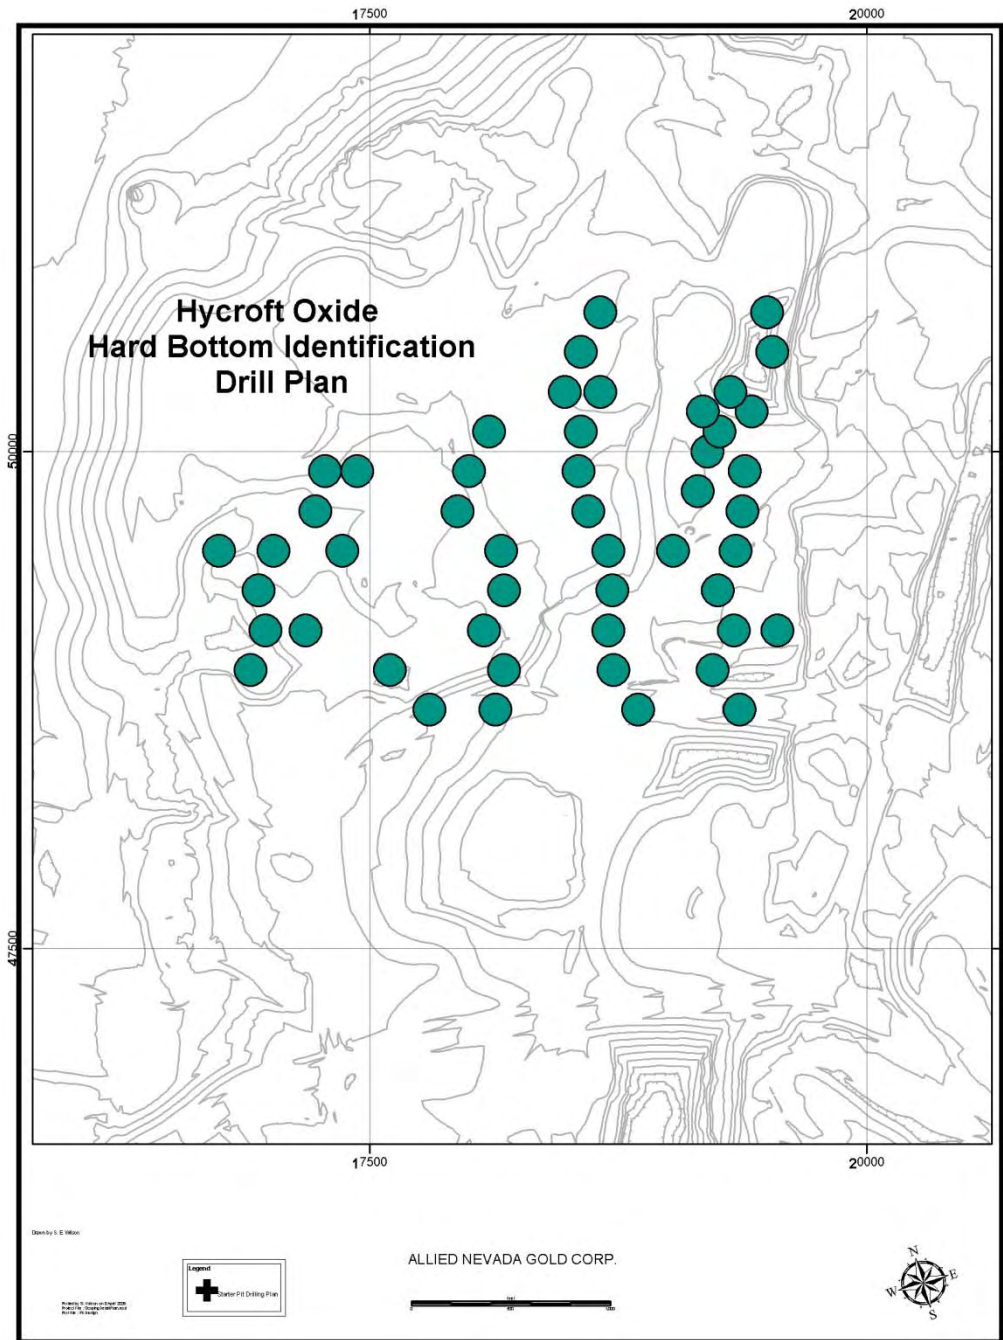 17500 20000
Hycroft Oxide
Hard Bottom Identification
Drill Plan
50000
47500
17500 20000
Drawn by S. E. Wilson
ALLIED NEVADA GOLD CORP.
Legend
Starter Pit Drilling Plan
N
E
W
S